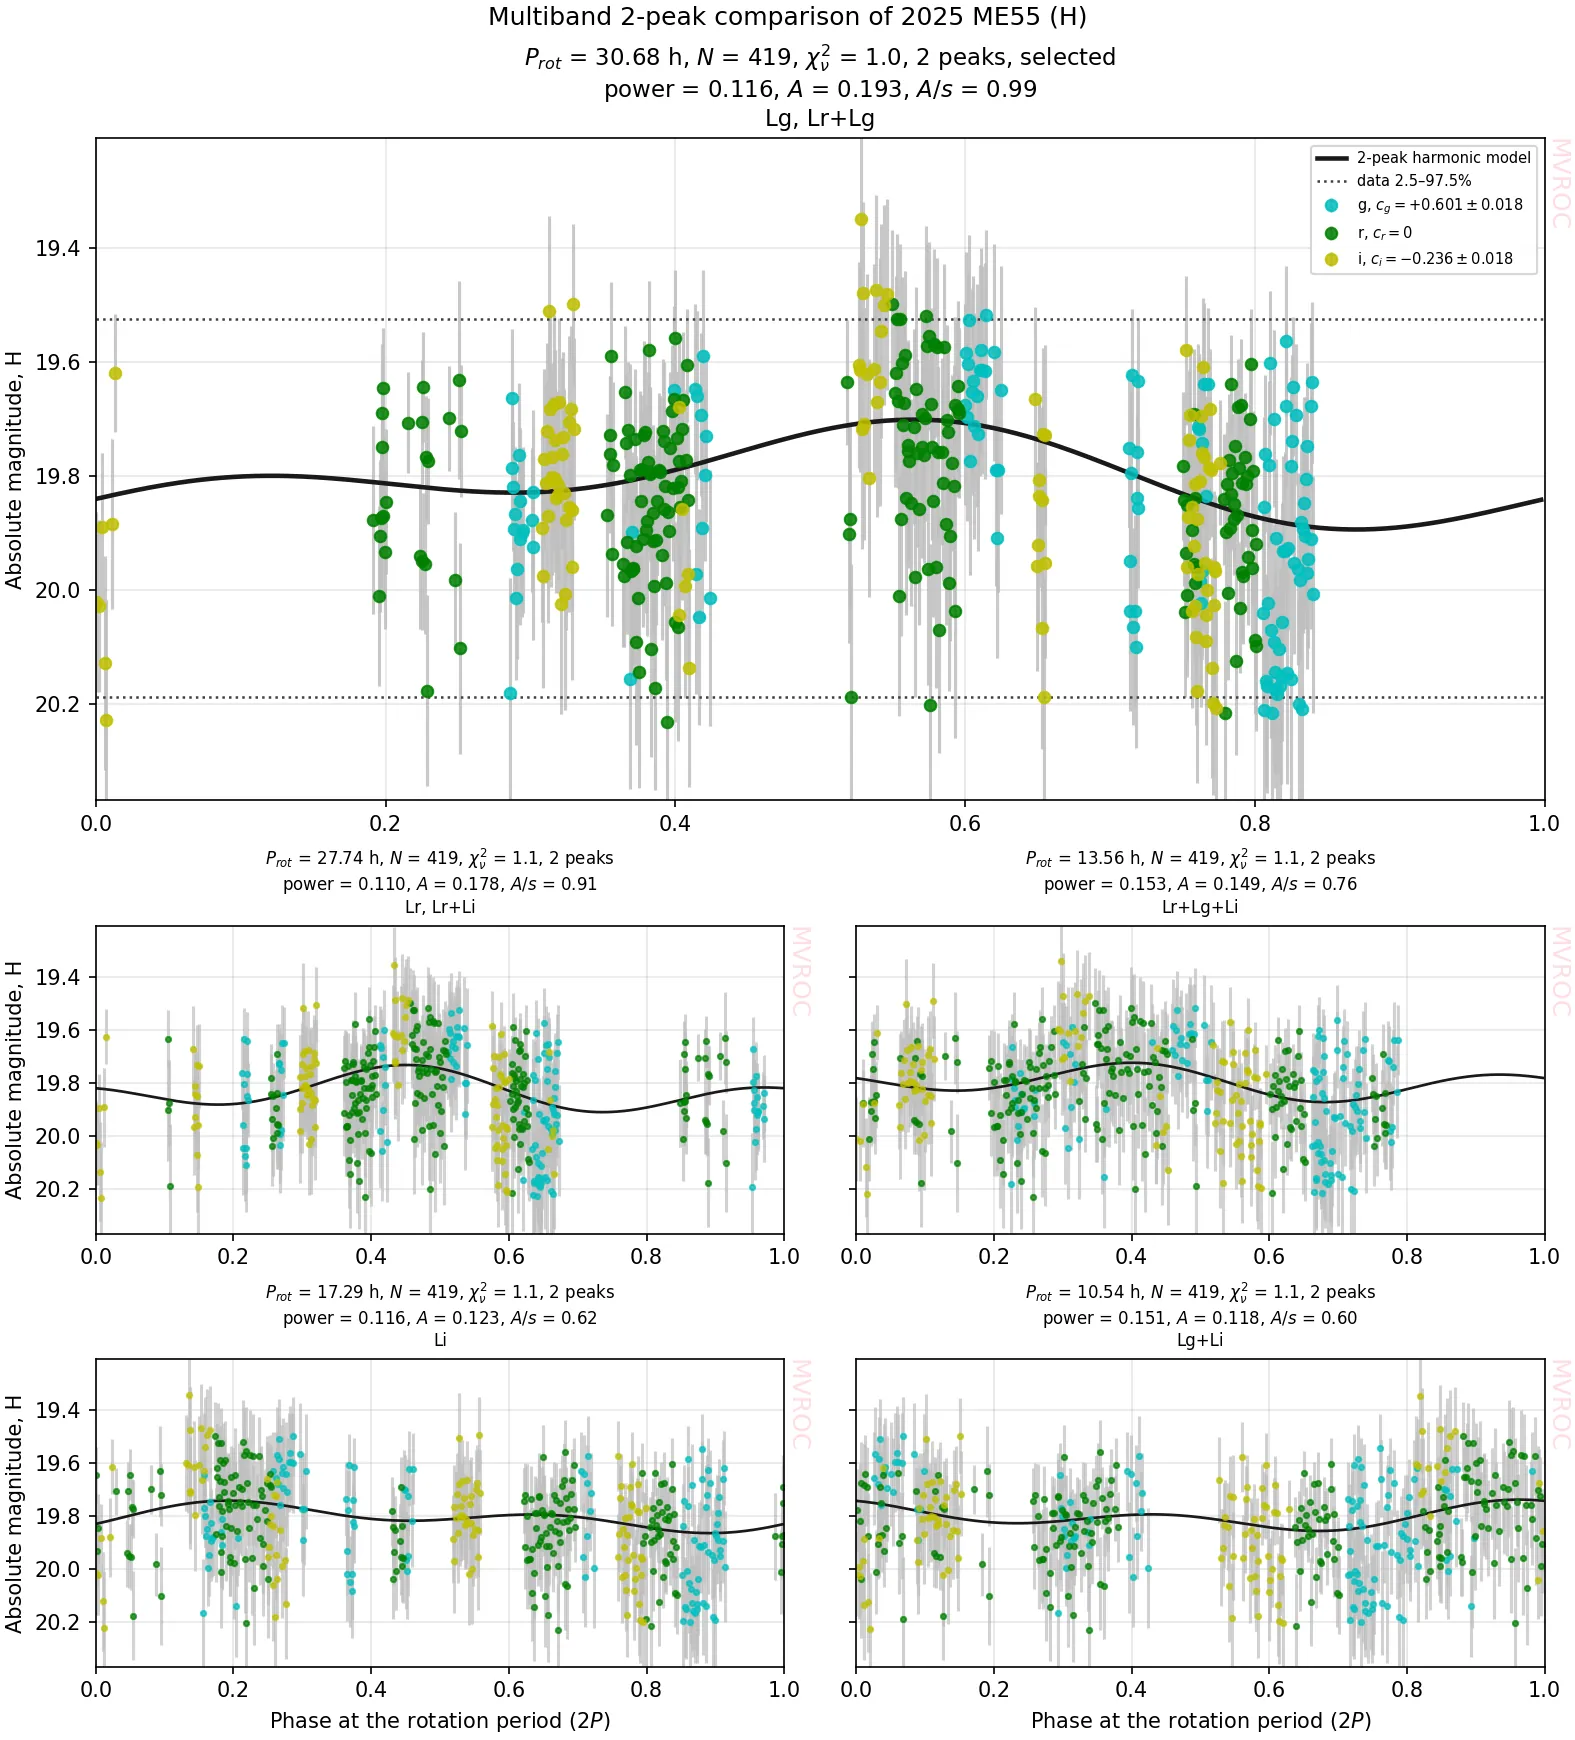 Multiband 2-peak comparison of 2025 ME55 (H)
P_rot = 30.68 h, N = 419, χ²_ν = 1.0, 2 peaks, selected
power = 0.116, A = 0.193, A/s = 0.99
Lg, Lr+Lg
2-peak harmonic model
data 2.5–97.5%
g, c_g = +0.601 ± 0.018
r, c_r = 0
i, c_i = −0.236 ± 0.018
MVROC
Absolute magnitude, H
19.4
19.6
19.8
20.0
20.2
0.0 0.2 0.4 0.6 0.8 1.0
P_rot = 27.74 h, N = 419, χ²_ν = 1.1, 2 peaks
power = 0.110, A = 0.178, A/s = 0.91
Lr, Lr+Li
MVROC
Absolute magnitude, H
19.4
19.6
19.8
20.0
20.2
0.0 0.2 0.4 0.6 0.8 1.0
P_rot = 13.56 h, N = 419, χ²_ν = 1.1, 2 peaks
power = 0.153, A = 0.149, A/s = 0.76
Lr+Lg+Li
MVROC
0.0 0.2 0.4 0.6 0.8 1.0
P_rot = 17.29 h, N = 419, χ²_ν = 1.1, 2 peaks
power = 0.116, A = 0.123, A/s = 0.62
Li
MVROC
Absolute magnitude, H
19.4
19.6
19.8
20.0
20.2
0.0 0.2 0.4 0.6 0.8 1.0
Phase at the rotation period (2P)
P_rot = 10.54 h, N = 419, χ²_ν = 1.1, 2 peaks
power = 0.151, A = 0.118, A/s = 0.60
Lg+Li
MVROC
0.0 0.2 0.4 0.6 0.8 1.0
Phase at the rotation period (2P)